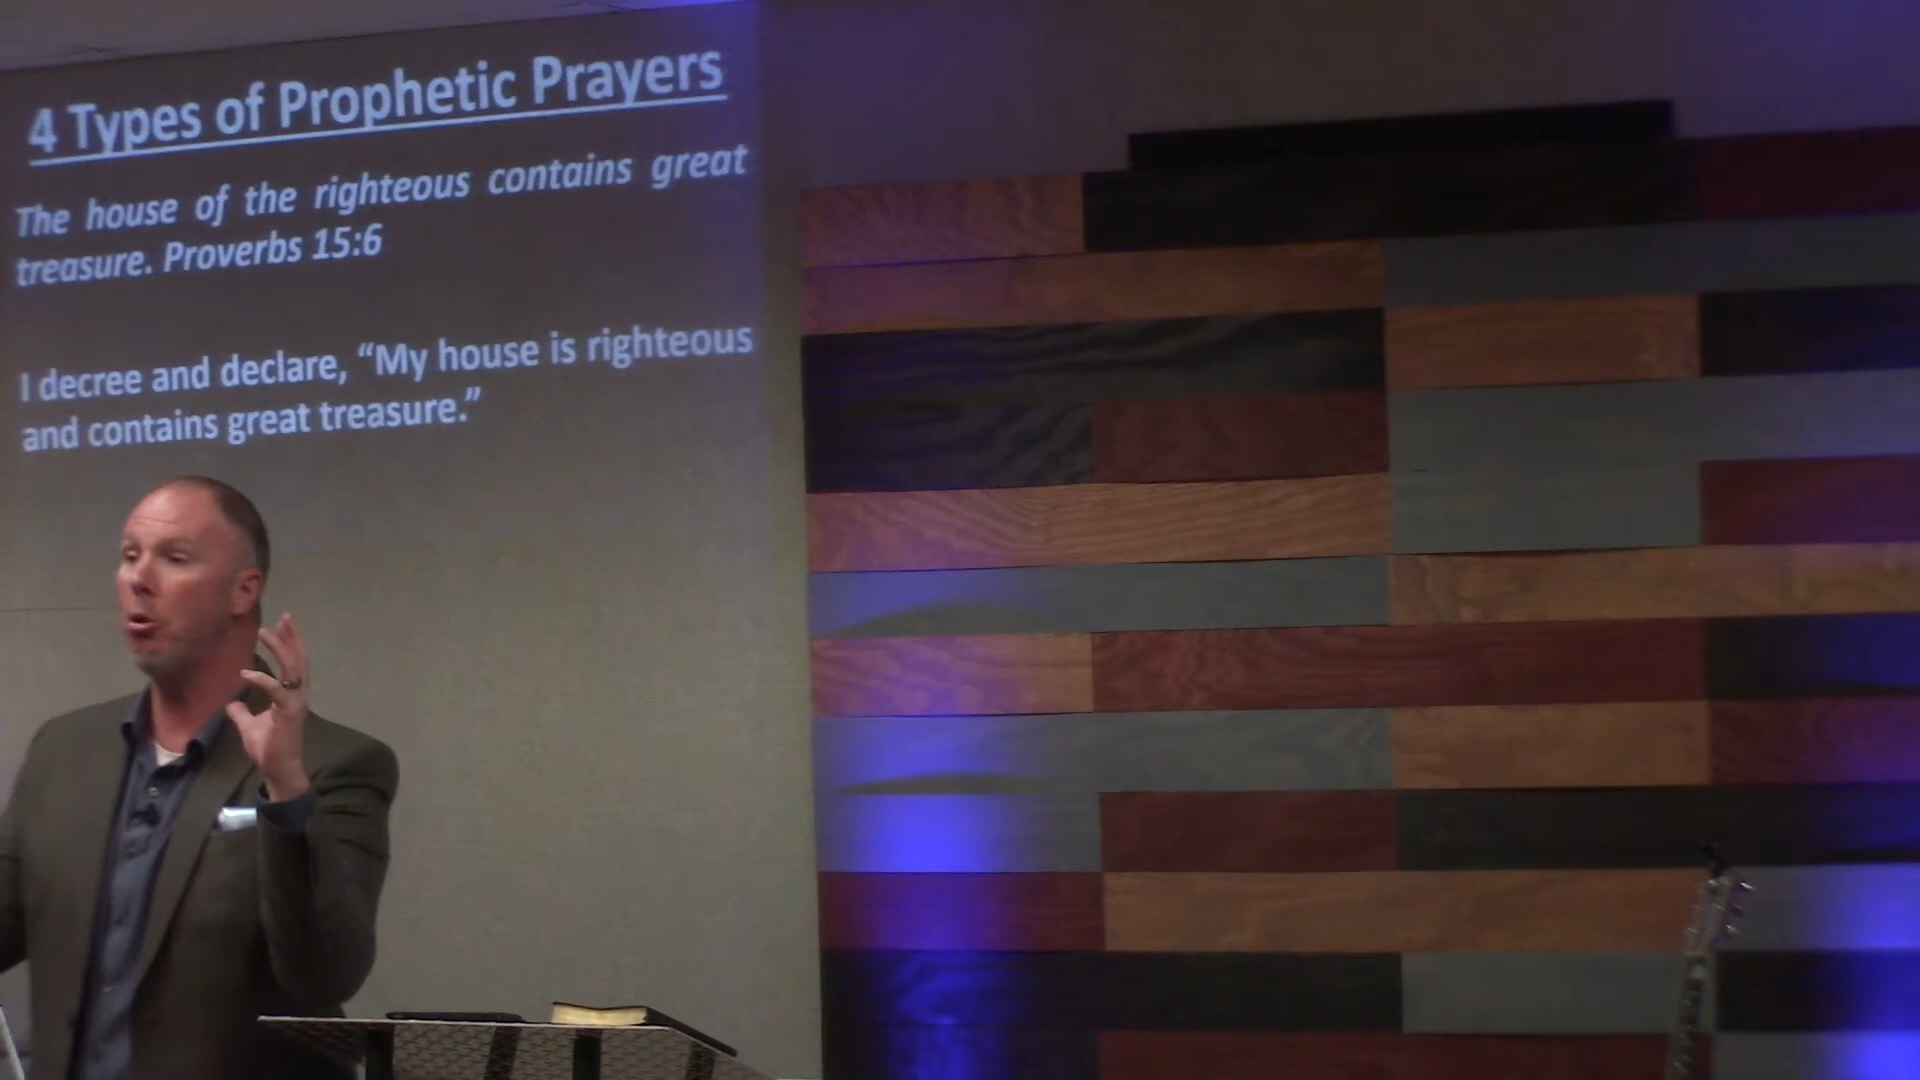 4 Types of Prophetic Prayers
The house of the righteous contains great
treasure. Proverbs 15:6
I decree and declare, “My house is righteous
and contains great treasure.”